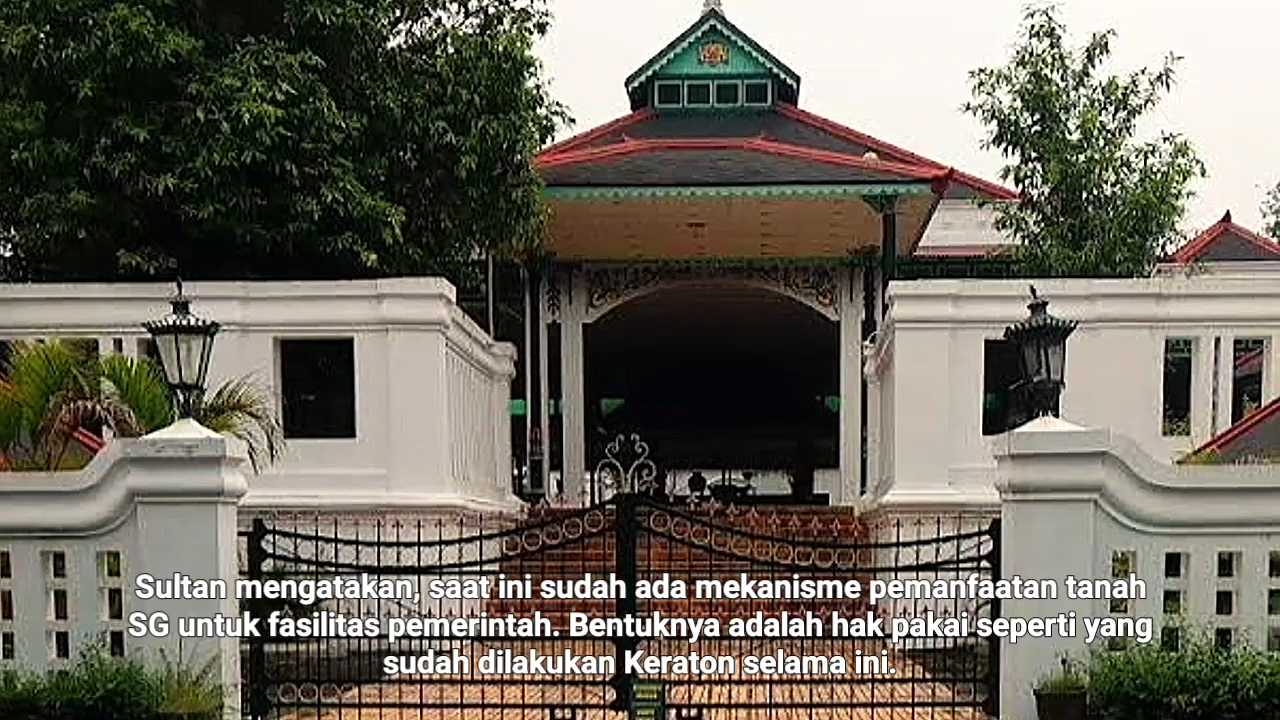 Sultan mengatakan, saat ini sudah ada mekanisme pemanfaatan tanah
SG untuk fasilitas pemerintah. Bentuknya adalah hak pakai seperti yang
sudah dilakukan Keraton selama ini.